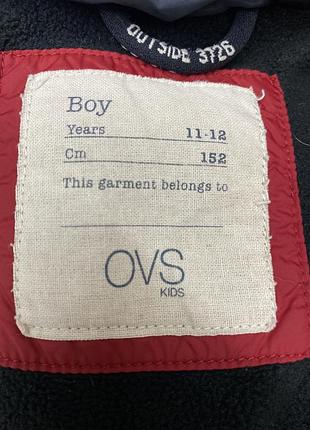 OUTSIDE 3726
Boy
Years 11-12
Cm 152
This garment belongs to
OVS
KIDS